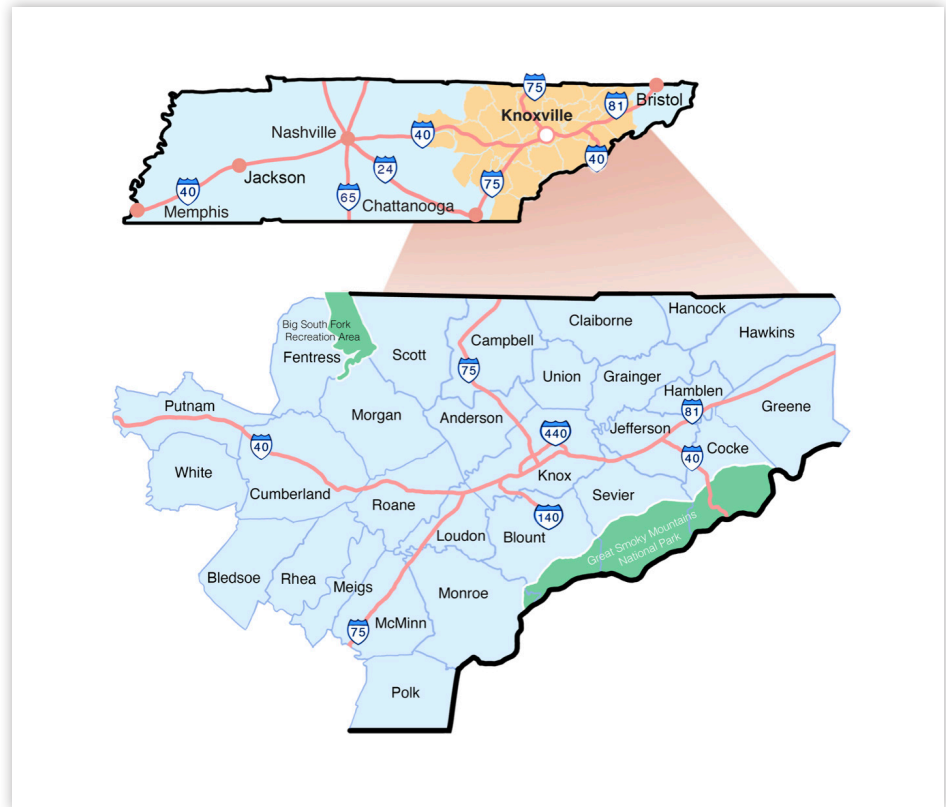 75
81
Bristol
Knoxville
Nashville
40
40
24
75
Jackson
40
65
Chattanooga
Memphis
Hancock
Claiborne
Hawkins
Big South Fork
Recreation Area
Fentress
Scott
Campbell
75
Union
Grainger
Hamblen
Putnam
Morgan
Anderson
81
Greene
440
Jefferson
40
Cocke
40
White
Knox
Cumberland
Sevier
Roane
140
Loudon
Blount
Great Smoky Mountains
National Park
Bledsoe
Rhea
Meigs
Monroe
75
McMinn
Polk